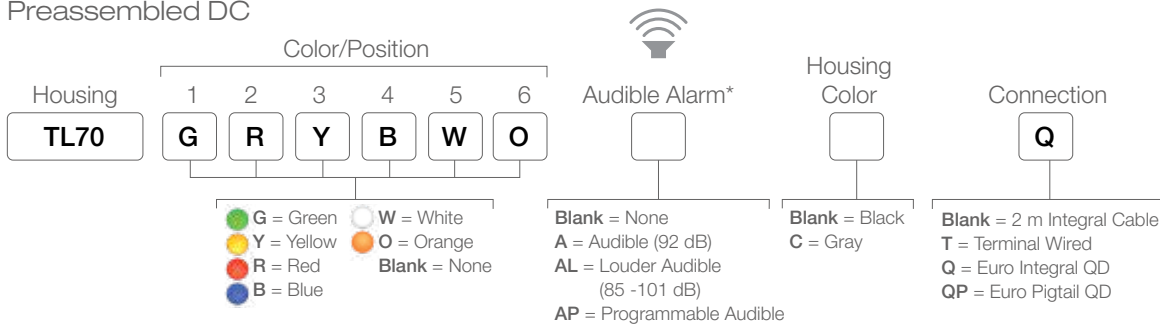 Preassembled DC
Color/Position
Housing
1 2 3 4 5 6
Audible Alarm*
Housing
Color
Connection
TL70
G R Y B W O
Q
G = Green
Y = Yellow
R = Red
B = Blue
W = White
O = Orange
Blank = None
Blank = None
A = Audible (92 dB)
AL = Louder Audible
(85 -101 dB)
AP = Programmable Audible
Blank = Black
C = Gray
Blank = 2 m Integral Cable
T = Terminal Wired
Q = Euro Integral QD
QP = Euro Pigtail QD